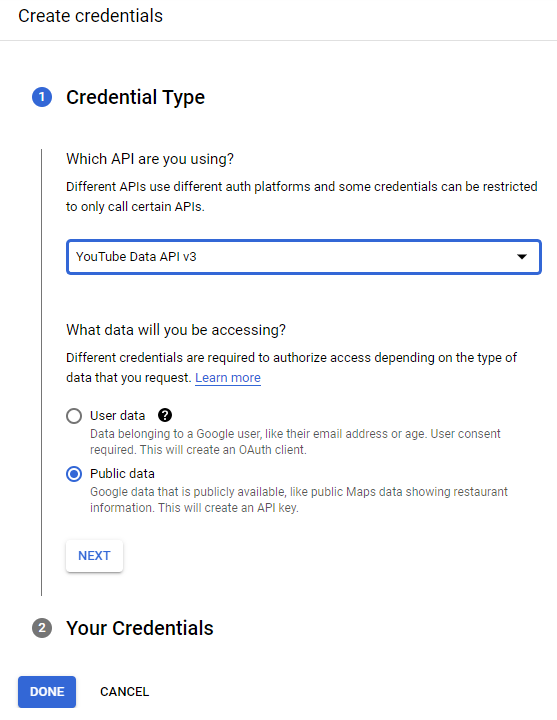 Create credentials
1 Credential Type
Which API are you using?
Different APIs use different auth platforms and some credentials can be restricted
to only call certain APIs.
YouTube Data API v3
What data will you be accessing?
Different credentials are required to authorize access depending on the type of
data that you request. Learn more
User data ?
Data belonging to a Google user, like their email address or age. User consent
required. This will create an OAuth client.
Public data
Google data that is publicly available, like public Maps data showing restaurant
information. This will create an API key.
NEXT
2 Your Credentials
DONE CANCEL